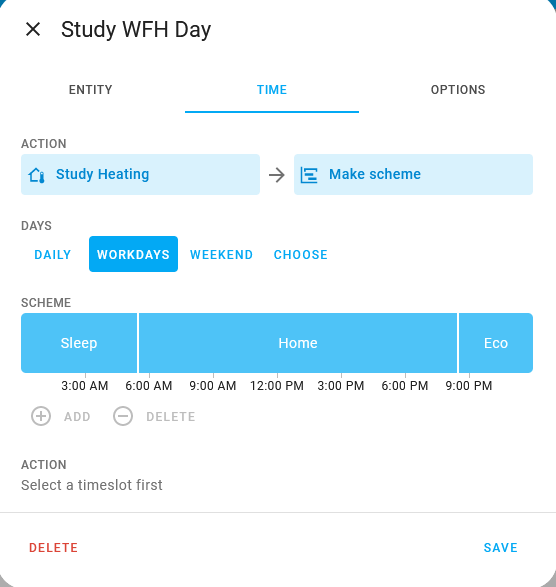 Study WFH Day
ENTITY TIME OPTIONS
ACTION
Study Heating Make scheme
DAYS
DAILY WORKDAYS WEEKEND CHOOSE
SCHEME
Sleep Home Eco
3:00 AM 6:00 AM 9:00 AM 12:00 PM 3:00 PM 6:00 PM 9:00 PM
ADD DELETE
ACTION
Select a timeslot first
DELETE SAVE